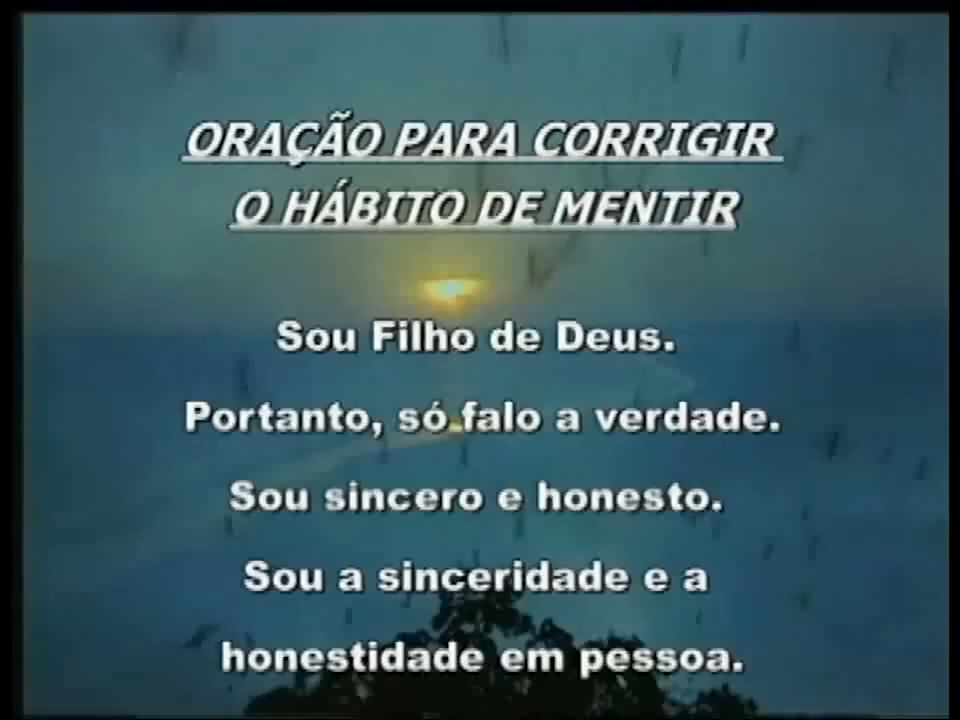 ORAÇÃO PARA CORRIGIR
O HÁBITO DE MENTIR
Sou Filho de Deus.
Portanto, só falo a verdade.
Sou sincero e honesto.
Sou a sinceridade e a
honestidade em pessoa.